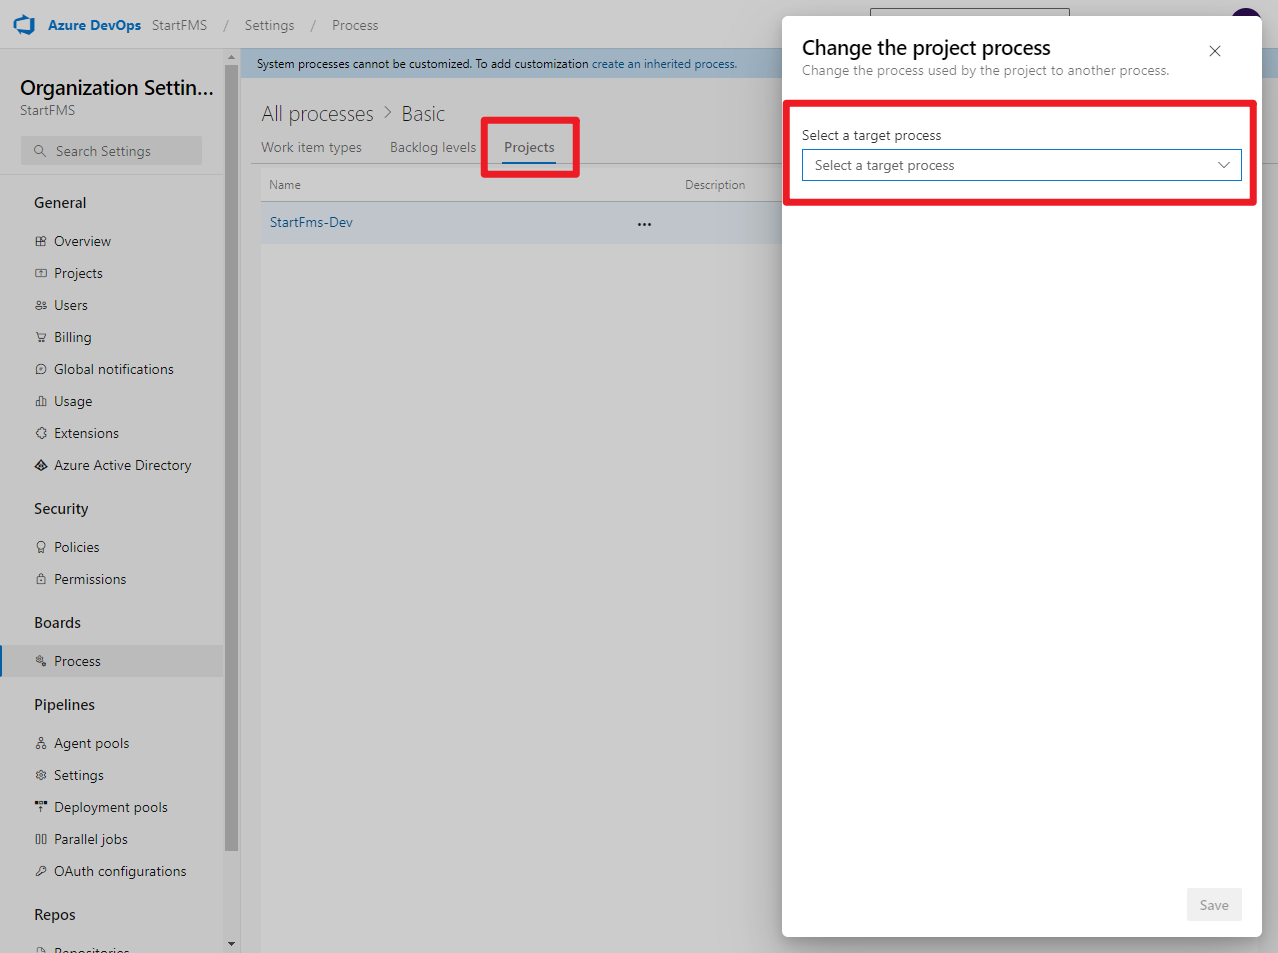 Azure DevOps StartFMS / Settings / Process
System processes cannot be customized. To add customization create an inherited process.
Organization Settin...
StartFMS
Search Settings
General
Overview
Projects
Users
Billing
Global notifications
Usage
Extensions
Azure Active Directory
Security
Policies
Permissions
Boards
Process
Pipelines
Agent pools
Settings
Deployment pools
Parallel jobs
OAuth configurations
Repos
Repositories
All processes > Basic
Work item types Backlog levels Projects
Name Description
StartFms-Dev ...
Change the project process
Change the process used by the project to another process.
Select a target process
Select a target process
Save